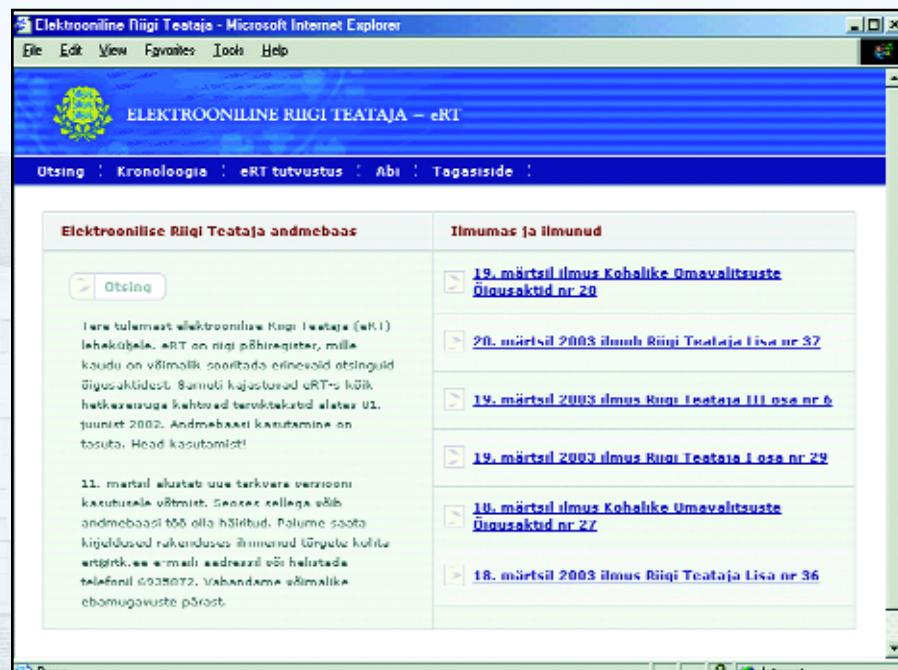 Elektrooniline Riigi Teataja - Microsoft Internet Explorer
File Edit View Favorites Tools Help
ELEKTROONILINE RIIGI TEATAJA – eRT
Otsing Kronoloogia eRT tutvustus Abi Tagasiside
Elektroonilise Riigi Teataja andmebaas
Otsing
Tere tulemast elektroonilise Riigi Teataja (eRT)
leheküljele. eRT on riigi põhiregister, mille
kaudu on võimalik sooritada erinevaid otsinguid
õigusaktidest. Samuti kajastuvad eRT-s kõik
hetkeseisuga kehtivad terviktekstid alates 01.
juunist 2002. Andmebaasi kasutamine on
tasuta. Head kasutamist!
11. martsil alustati uue tarkvara versiooni
kasutusele võtmist. Seoses sellega võib
andmebaasi töö olla häiritud. Palume saata
kirjeldused rakenduses ilmnenud tõrgete kohta
ert@rtk.ee e-maili aadressil või helistada
telefonil 6935072. Vabandame võimalike
ebamugavuste pärast.
Ilmumas ja ilmunud
19. märtsil ilmus Kohalike Omavalitsuste
Õigusaktid nr 28
20. märtsil 2003 ilmub Riigi Teataja Lisa nr 37
19. märtsil 2003 ilmus Riigi Teataja III osa nr 6
19. märtsil 2003 ilmus Riigi Teataja I osa nr 29
18. märtsil ilmus Kohalike Omavalitsuste
Õigusaktid nr 27
18. märtsil 2003 ilmus Riigi Teataja Lisa nr 36